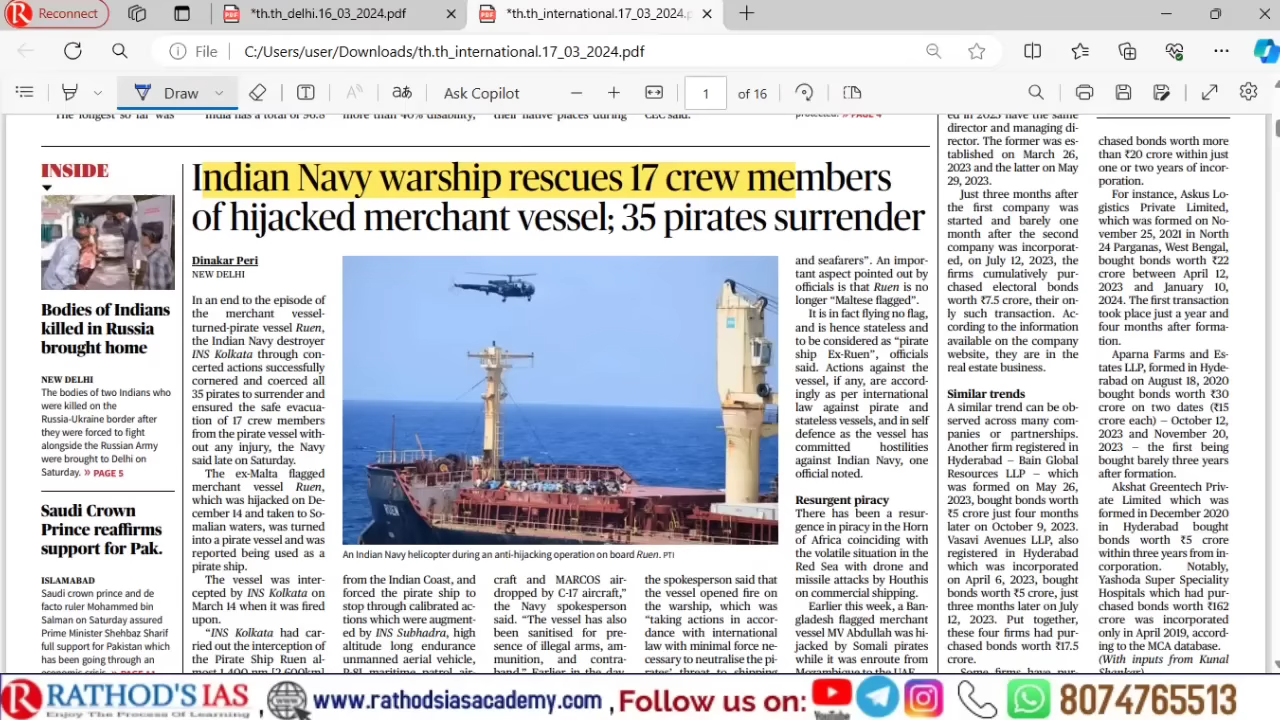 Reconnect
*th.th_delhi.16_03_2024.pdf
*th.th_international.17_03_2024.
File
C:/Users/user/Downloads/th.th_international.17_03_2024.pdf
Draw
Ask Copilot
1
of 16
INSIDE
Bodies of Indians
killed in Russia
brought home
NEW DELHI
The bodies of two Indians who
were killed on the
Russia-Ukraine border after
they were forced to fight
alongside the Russian Army
were brought to Delhi on
Saturday. » PAGE 5
Saudi Crown
Prince reaffirms
support for Pak.
ISLAMABAD
Saudi crown prince and de
facto ruler Mohammed bin
Salman on Saturday assured
Prime Minister Shehbaz Sharif
full support for Pakistan which
has been going through an
Indian Navy warship rescues 17 crew members
of hijacked merchant vessel; 35 pirates surrender
Dinakar Peri
NEW DELHI
In an end to the episode of
the merchant vessel-
turned-pirate vessel Ruen,
the Indian Navy destroyer
INS Kolkata through con-
certed actions successfully
cornered and coerced all
35 pirates to surrender and
ensured the safe evacua-
tion of 17 crew members
from the pirate vessel with-
out any injury, the Navy
said late on Saturday.
The ex-Malta flagged
merchant vessel Ruen,
which was hijacked on De-
cember 14 and taken to So-
malian waters, was turned
into a pirate vessel and was
reported being used as a
pirate ship.
The vessel was inter-
cepted by INS Kolkata on
March 14 when it was fired
upon.
"INS Kolkata had car-
ried out the interception of
the Pirate Ship Ruen al-
RUEN
An Indian Navy helicopter during an anti-hijacking operation on board Ruen. PTI
from the Indian Coast, and
forced the pirate ship to
stop through calibrated ac-
tions which were augment-
ed by INS Subhadra, high
altitude long endurance
unmanned aerial vehicle,
craft and MARCOS air-
dropped by C-17 aircraft,"
the Navy spokesperson
said. "The vessel has also
been sanitised for pre-
sence of illegal arms, am-
munition, and contra-
the spokesperson said that
the vessel opened fire on
the warship, which was
"taking actions in accor-
dance with international
law with minimal force ne-
cessary to neutralise the pi-
and seafarers". An impor-
tant aspect pointed out by
officials is that Ruen is no
longer "Maltese flagged".
It is in fact flying no flag,
and is hence stateless and
to be considered as "pirate
ship Ex-Ruen", officials
said. Actions against the
vessel, if any, are accord-
ingly as per international
law against pirate and
stateless vessels, and in self
defence as the vessel has
committed hostilities
against Indian Navy, one
official noted.
Resurgent piracy
There has been a resur-
gence in piracy in the Horn
of Africa coinciding with
the volatile situation in the
Red Sea with drone and
missile attacks by Houthis
on commercial shipping.
Earlier this week, a Ban-
gladesh flagged merchant
vessel MV Abdullah was hi-
jacked by Somali pirates
while it was enroute from
ed in 2023 have the same
director and managing di-
rector. The former was es-
tablished on March 26,
2023 and the latter on May
29, 2023.
Just three months after
the first company was
started and barely one
month after the second
company was incorporat-
ed, on July 12, 2023, the
firms cumulatively pur-
chased electoral bonds
worth ₹7.5 crore, their on-
ly such transaction. Ac-
cording to the information
available on the company
website, they are in the
real estate business.
Similar trends
A similar trend can be ob-
served across many com-
panies or partnerships.
Another firm registered in
Hyderabad – Bain Global
Resources LLP – which
was formed on May 26,
2023, bought bonds worth
₹5 crore just four months
later on October 9, 2023.
Vasavi Avenues LLP, also
registered in Hyderabad
which was incorporated
on April 6, 2023, bought
bonds worth ₹5 crore, just
three months later on July
12, 2023. Put together,
these four firms had pur-
chased bonds worth ₹17.5
crore.
chased bonds worth more
than ₹20 crore within just
one or two years of incor-
poration.
For instance, Askus Lo-
gistics Private Limited,
which was formed on No-
vember 25, 2021 in North
24 Parganas, West Bengal,
bought bonds worth ₹22
crore between April 12,
2023 and January 10,
2024. The first transaction
took place just a year and
four months after forma-
tion.
Aparna Farms and Es-
tates LLP, formed in Hyde-
rabad on August 18, 2020
bought bonds worth ₹30
crore on two dates (₹15
crore each) – October 12,
2023 and November 20,
2023 – the first being
bought barely three years
after formation.
Akshat Greentech Priv-
ate Limited which was
formed in December 2020
in Hyderabad bought
bonds worth ₹5 crore
within three years from in-
corporation. Notably,
Yashoda Super Speciality
Hospitals which had pur-
chased bonds worth ₹162
crore was incorporated
only in April 2019, accord-
ing to the MCA database.
(With inputs from Kunal
RATHOD'S IAS
Enjoy The Process Of Learning
, www.rathodsiasacademy.com ,Follow us on:
YouTube
8074765513